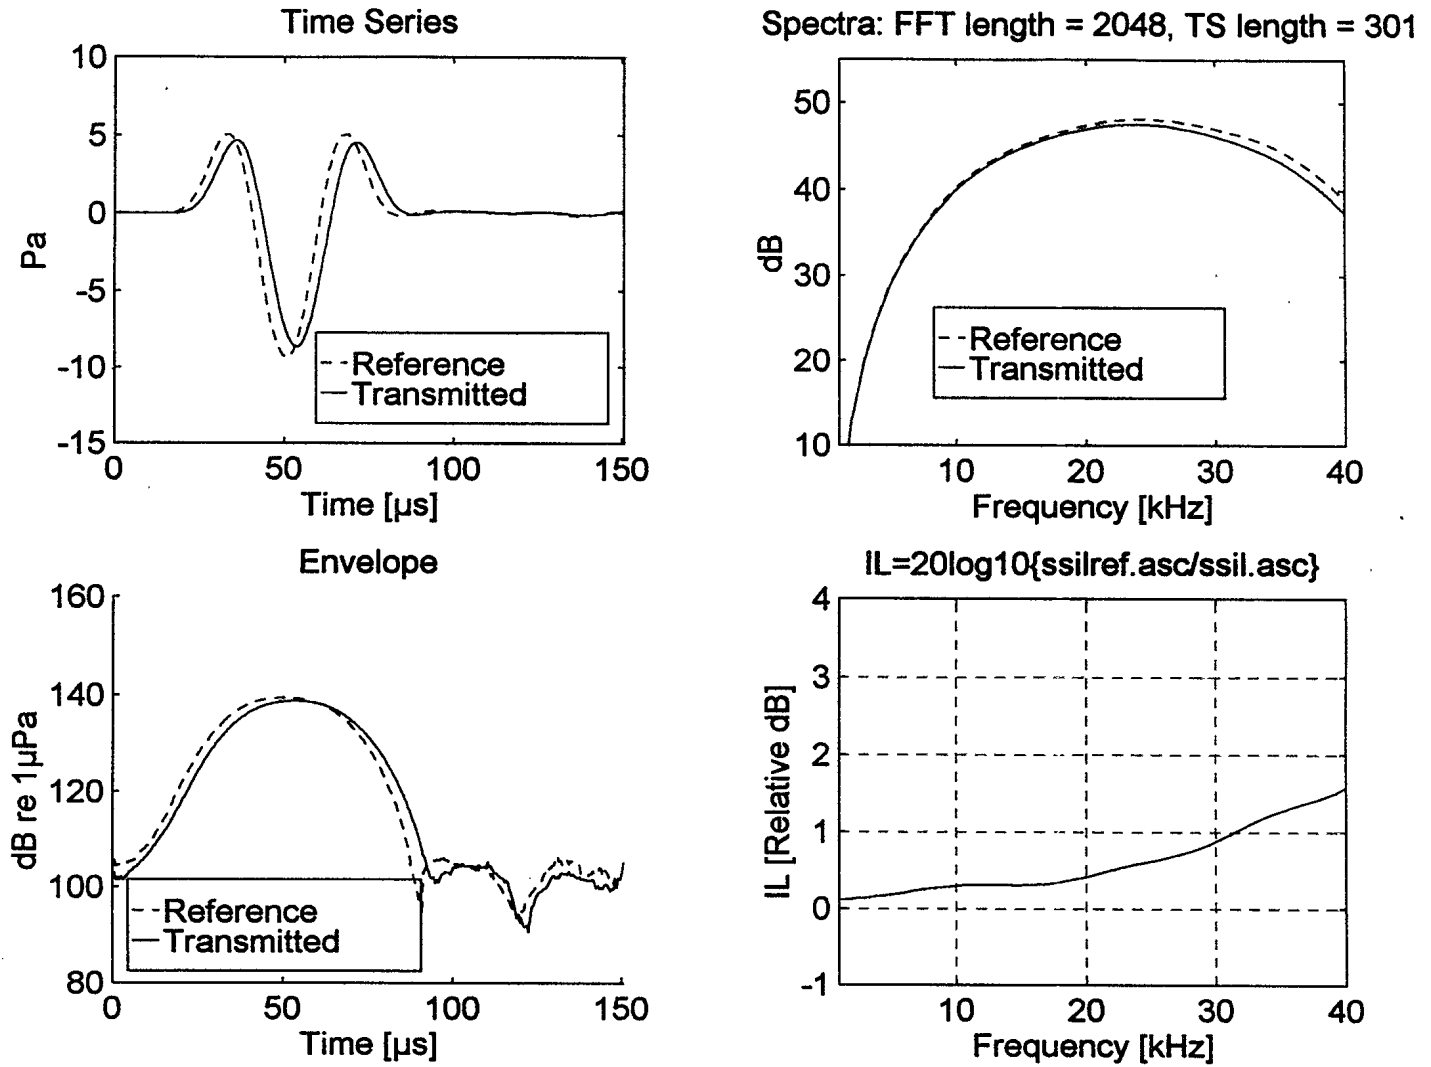 Time Series
10
5
0
-5
-10
-15
Pa
Reference
Transmitted
0 50 100 150
Time [µs]
Spectra: FFT length = 2048, TS length = 301
50
40
30
20
10
dB
Reference
Transmitted
10 20 30 40
Frequency [kHz]
Envelope
160
140
120
100
80
dB re 1µPa
Reference
Transmitted
0 50 100 150
Time [µs]
IL=20log10{ssilref.asc/ssil.asc}
4
3
2
1
0
-1
IL [Relative dB]
10 20 30 40
Frequency [kHz]